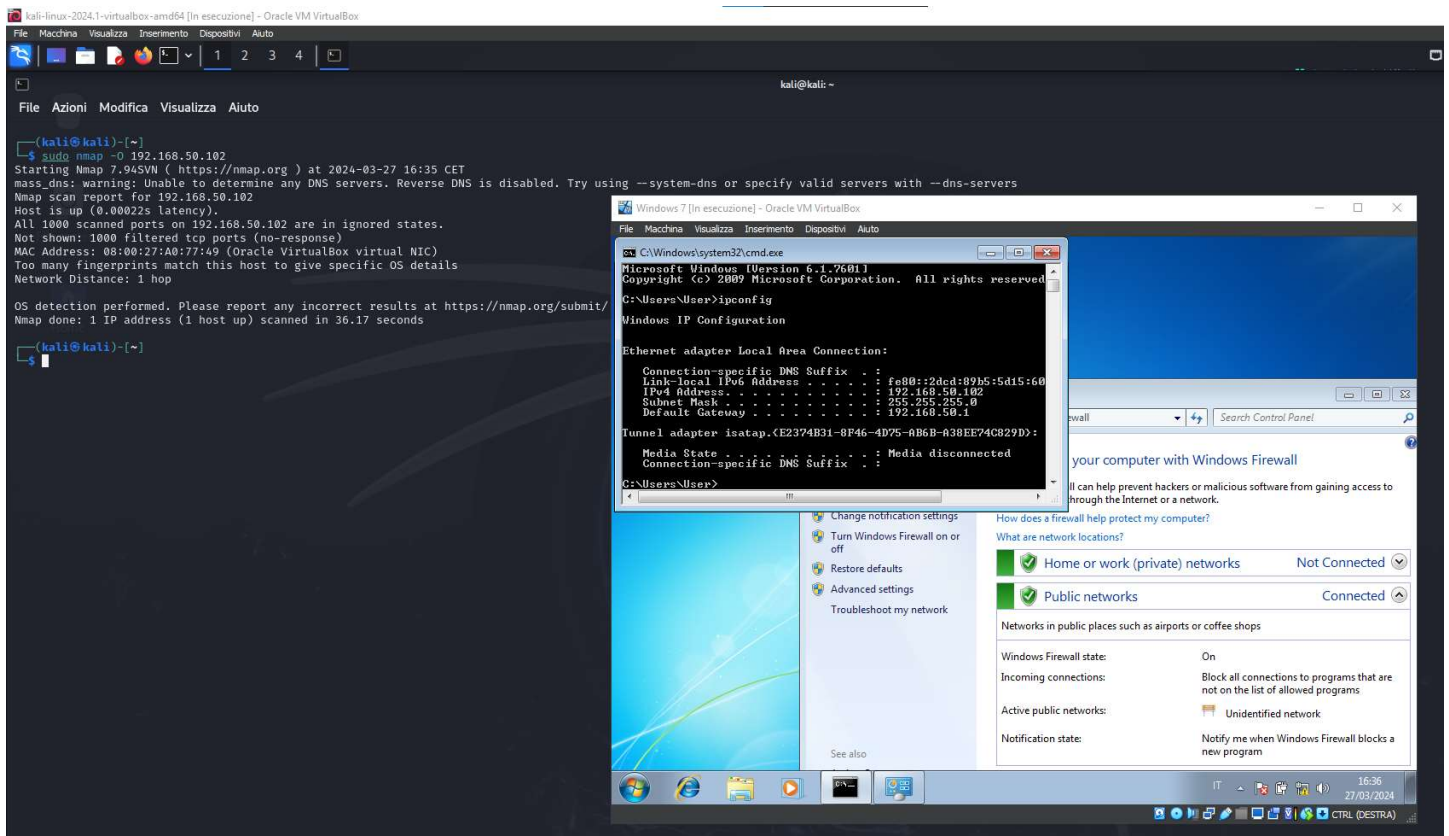 kali-linux-2024.1-virtualbox-amd64 [In esecuzione] - Oracle VM VirtualBox
File Macchina Visualizza Inserimento Dispositivi Aiuto
1 2 3 4
kali@kali: ~
File Azioni Modifica Visualizza Aiuto
(kali㉿kali)-[~]
$ sudo nmap -O 192.168.50.102
Starting Nmap 7.94SVN ( https://nmap.org ) at 2024-03-27 16:35 CET
mass_dns: warning: Unable to determine any DNS servers. Reverse DNS is disabled. Try using --system-dns or specify valid servers with --dns-servers
Nmap scan report for 192.168.50.102
Host is up (0.00022s latency).
All 1000 scanned ports on 192.168.50.102 are in ignored states.
Not shown: 1000 filtered tcp ports (no-response)
MAC Address: 08:00:27:A0:77:49 (Oracle VirtualBox virtual NIC)
Too many fingerprints match this host to give specific OS details
Network Distance: 1 hop
OS detection performed. Please report any incorrect results at https://nmap.org/submit/
Nmap done: 1 IP address (1 host up) scanned in 36.17 seconds
(kali㉿kali)-[~]
$
Windows 7 [In esecuzione] - Oracle VM VirtualBox
File Macchina Visualizza Inserimento Dispositivi Aiuto
C:\Windows\system32\cmd.exe
Microsoft Windows [Version 6.1.7601]
Copyright (c) 2009 Microsoft Corporation. All rights reserved
C:\Users\User>ipconfig
Windows IP Configuration
Ethernet adapter Local Area Connection:
Connection-specific DNS Suffix . :
Link-local IPv6 Address . . . . . : fe80::2dcd:89b5:5d15:60
IPv4 Address. . . . . . . . . . . : 192.168.50.102
Subnet Mask . . . . . . . . . . . : 255.255.255.0
Default Gateway . . . . . . . . . : 192.168.50.1
Tunnel adapter isatap.{E2374B31-8F46-4D75-AB6B-A38EE74C829D}:
Media State . . . . . . . . . . . : Media disconnected
Connection-specific DNS Suffix . :
C:\Users\User>
ewall
Search Control Panel
your computer with Windows Firewall
ll can help prevent hackers or malicious software from gaining access to
hrough the Internet or a network.
How does a firewall help protect my computer?
What are network locations?
Change notification settings
Turn Windows Firewall on or
off
Restore defaults
Advanced settings
Troubleshoot my network
See also
Home or work (private) networks Not Connected
Public networks Connected
Networks in public places such as airports or coffee shops
Windows Firewall state: On
Incoming connections: Block all connections to programs that are
not on the list of allowed programs
Active public networks: Unidentified network
Notification state: Notify me when Windows Firewall blocks a
new program
IT
16:36
27/03/2024
CTRL (DESTRA)